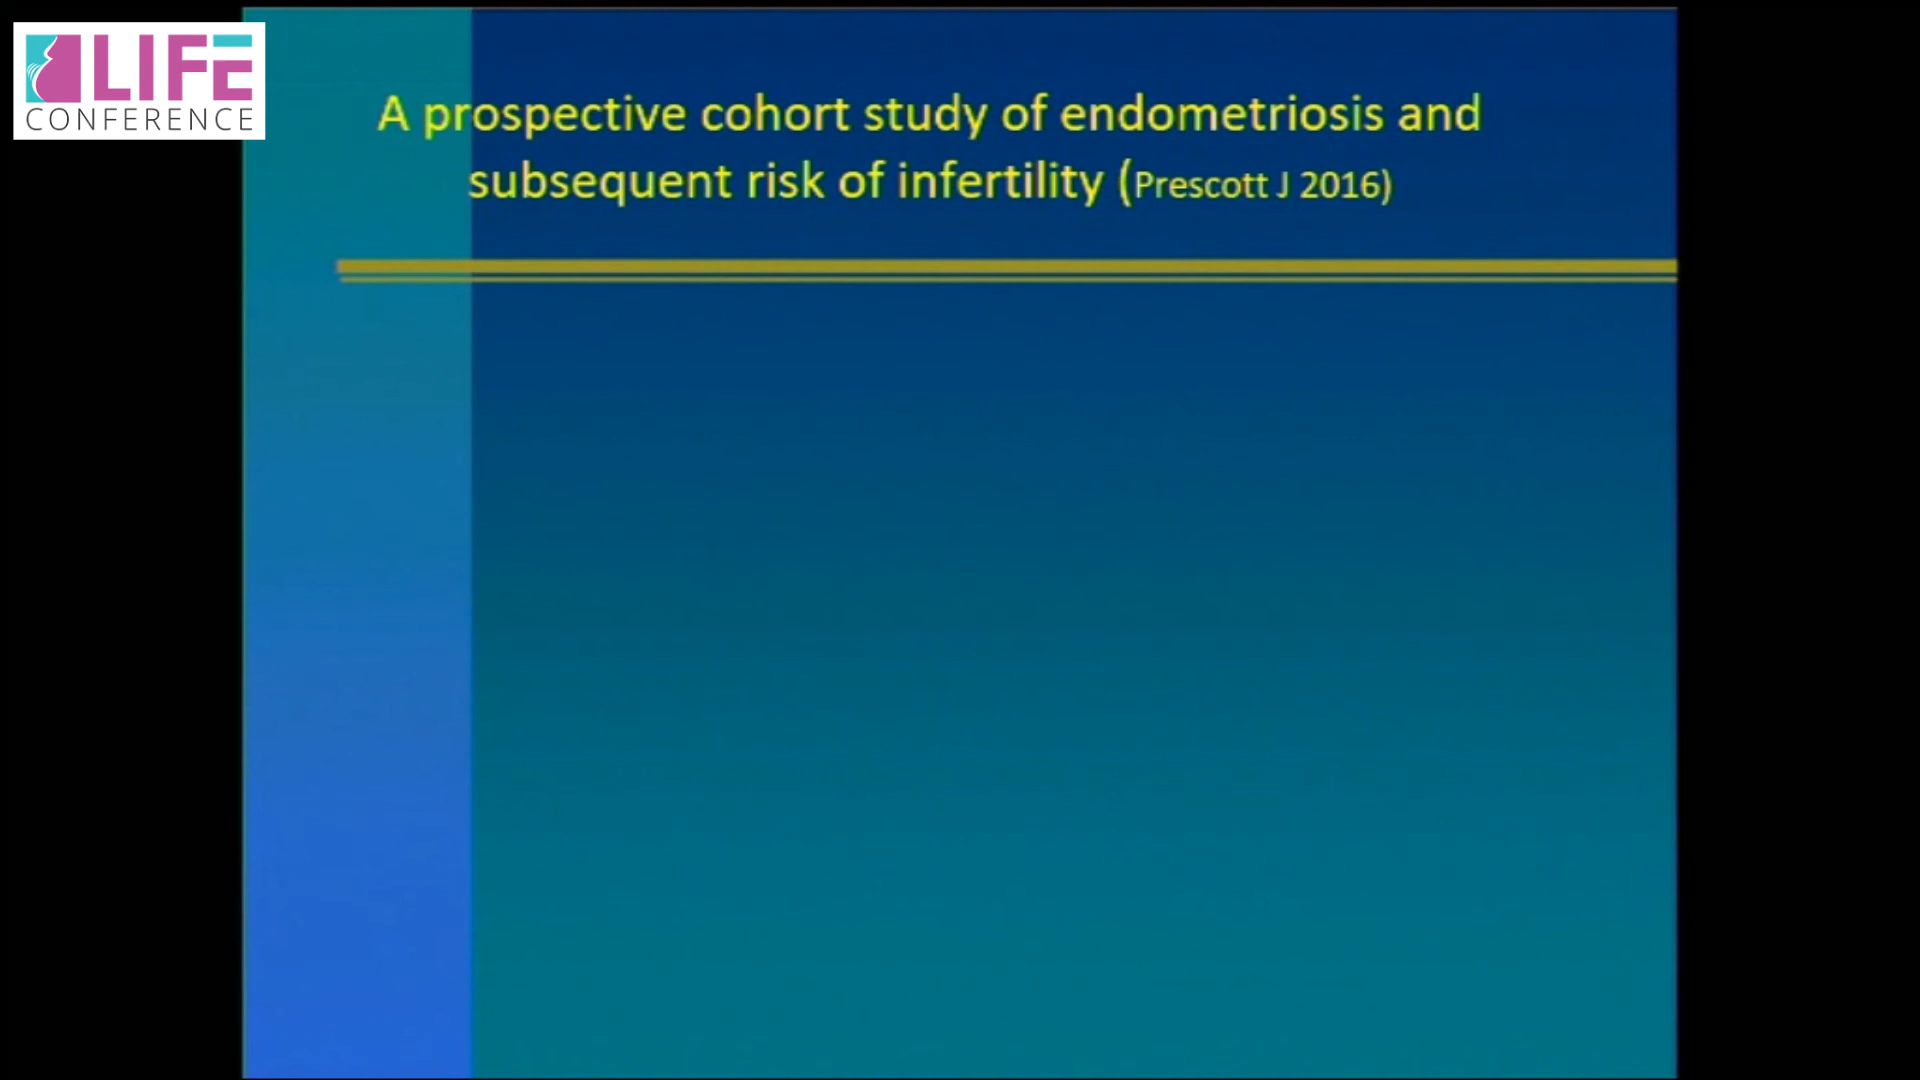 LIFE
CONFERENCE
A prospective cohort study of endometriosis and
subsequent risk of infertility (Prescott J 2016)